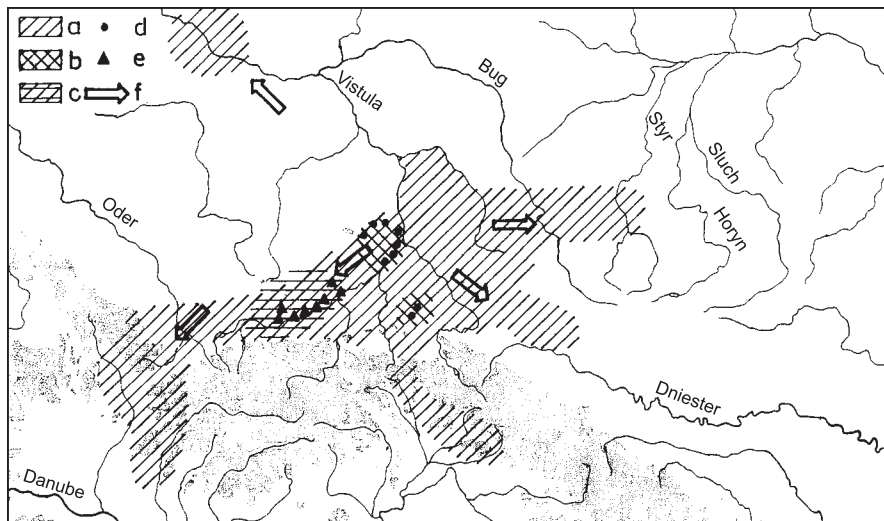 a d
b e
c f
Vistula
Bug
Styr
Sluch
Horyn
Oder
Dniester
Danube